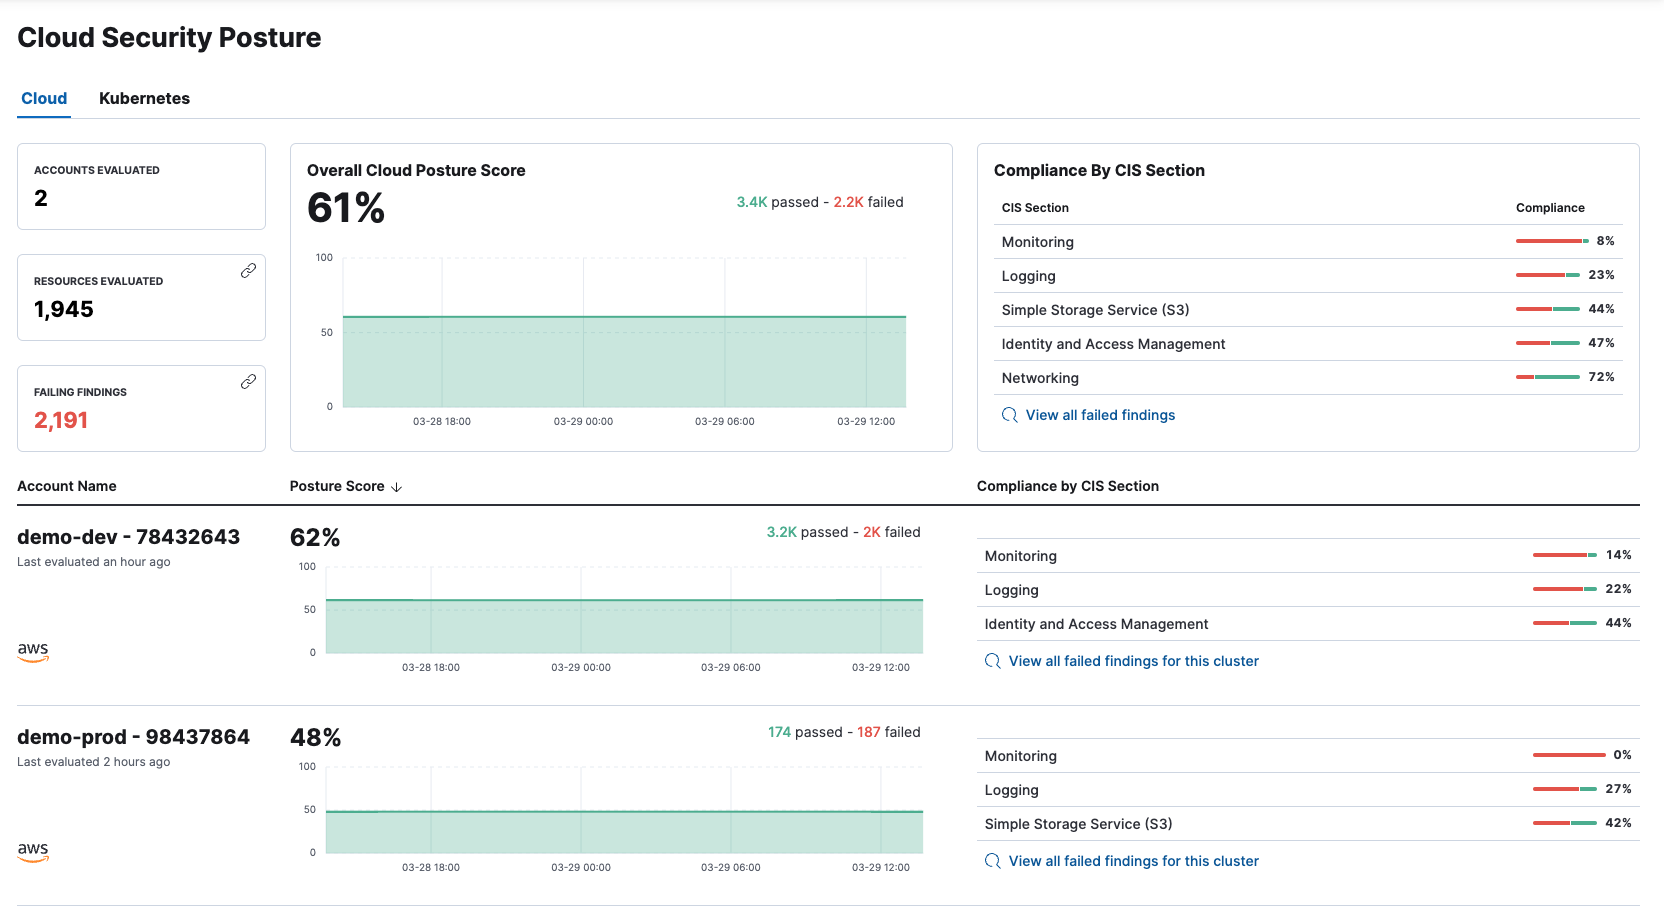 Cloud Security Posture
Cloud Kubernetes
ACCOUNTS EVALUATED
2
RESOURCES EVALUATED
1,945
FAILING FINDINGS
2,191
Overall Cloud Posture Score
61%
3.4K passed - 2.2K failed
100
50
0
03-28 18:00 03-29 00:00 03-29 06:00 03-29 12:00
Compliance By CIS Section
CIS Section Compliance
Monitoring 8%
Logging 23%
Simple Storage Service (S3) 44%
Identity and Access Management 47%
Networking 72%
View all failed findings
Account Name Posture Score Compliance by CIS Section
demo-dev - 78432643
Last evaluated an hour ago
aws
62%
3.2K passed - 2K failed
100
50
0
03-28 18:00 03-29 00:00 03-29 06:00 03-29 12:00
Monitoring 14%
Logging 22%
Identity and Access Management 44%
View all failed findings for this cluster
demo-prod - 98437864
Last evaluated 2 hours ago
aws
48%
174 passed - 187 failed
100
50
0
03-28 18:00 03-29 00:00 03-29 06:00 03-29 12:00
Monitoring 0%
Logging 27%
Simple Storage Service (S3) 42%
View all failed findings for this cluster